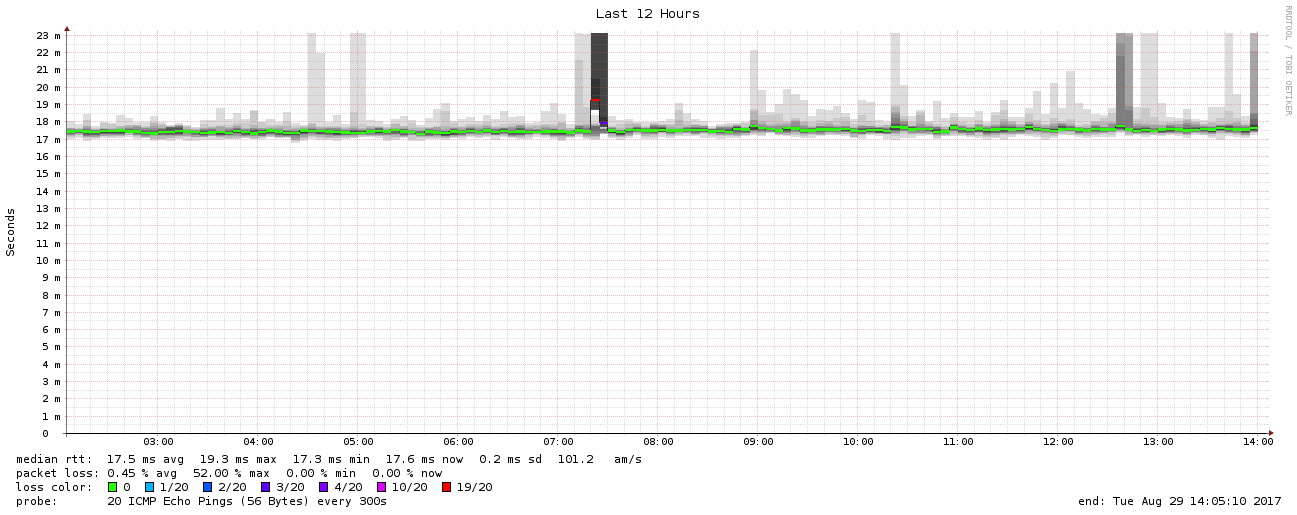 Last 12 Hours
RRDTOOL / TOBI OETIKER
Seconds
23 m
22 m
21 m
20 m
19 m
18 m
17 m
16 m
15 m
14 m
13 m
12 m
11 m
10 m
9 m
8 m
7 m
6 m
5 m
4 m
3 m
2 m
1 m
0
03:00 04:00 05:00 06:00 07:00 08:00 09:00 10:00 11:00 12:00 13:00 14:00
median rtt: 17.5 ms avg 19.3 ms max 17.3 ms min 17.6 ms now 0.2 ms sd 101.2 am/s
packet loss: 0.45 % avg 52.00 % max 0.00 % min 0.00 % now
loss color: 0 1/20 2/20 3/20 4/20 10/20 19/20
probe: 20 ICMP Echo Pings (56 Bytes) every 300s end: Tue Aug 29 14:05:10 2017